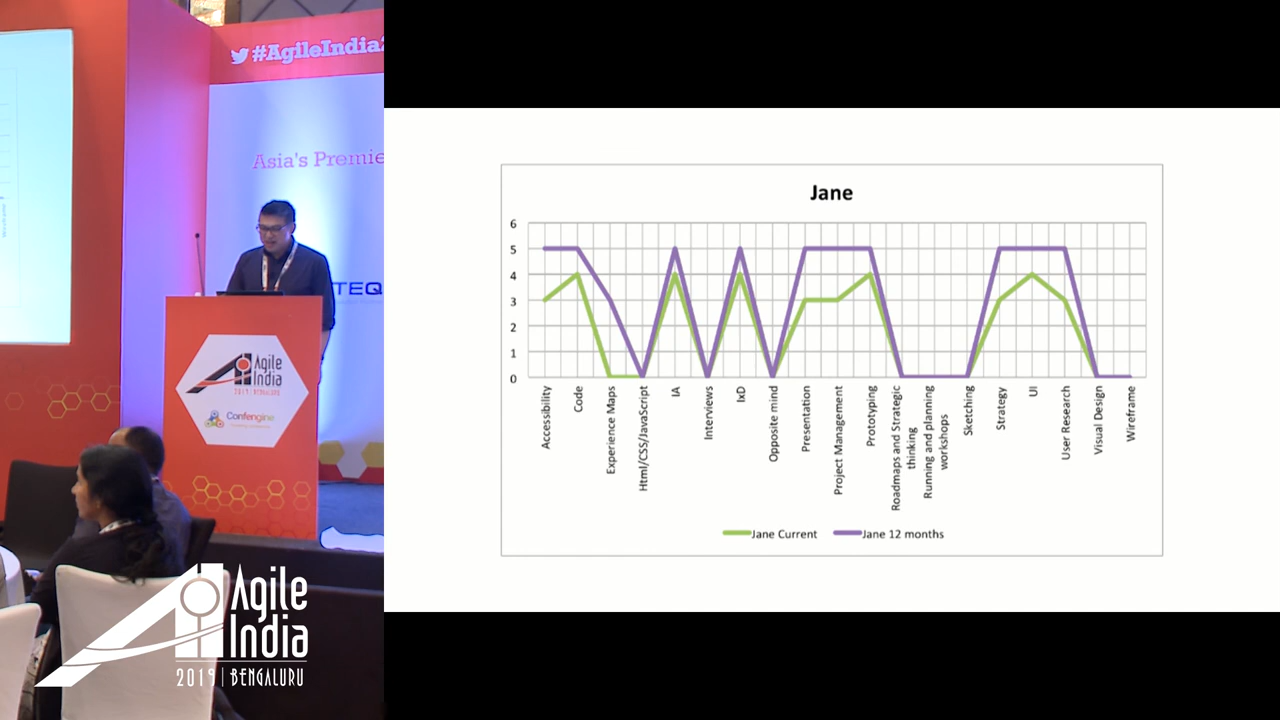 #AgileIndia
Asia's Premie
TEQ
Agile
India
2019 | BENGALURU
Confengine
Agile
India
2019 | BENGALURU
Jane
6
5
4
3
2
1
0
Accessibility
Code
Experience Maps
Html/CSS/JavaScript
IA
Interviews
IxD
Opposite mind
Presentation
Project Management
Prototyping
Roadmaps and Strategic
thinking
Running and planning
workshops
Sketching
Strategy
UI
User Research
Visual Design
Wireframe
Jane Current
Jane 12 months